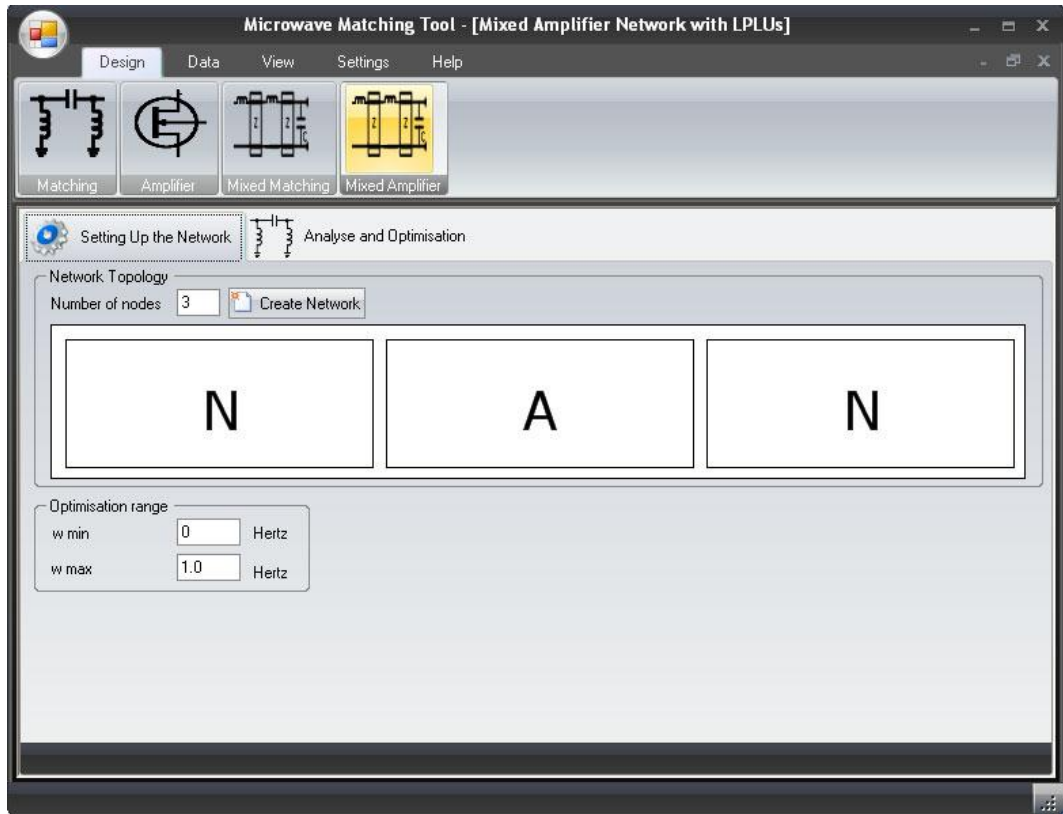 Microwave Matching Tool - [Mixed Amplifier Network with LPLUs]
Design Data View Settings Help
Z Z C Z Z C
Matching Amplifier Mixed Matching Mixed Amplifier
Setting Up the Network Analyse and Optimisation
Network Topology
Number of nodes 3 Create Network
N A N
Optimisation range
w min 0 Hertz
w max 1.0 Hertz